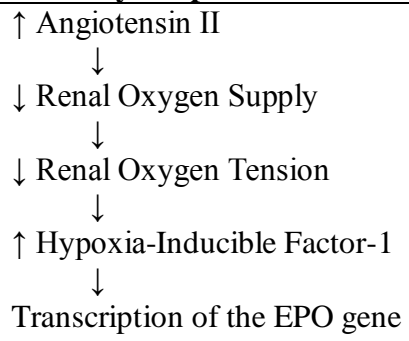 ↑ Angiotensin II
↓
↓ Renal Oxygen Supply
↓
↓ Renal Oxygen Tension
↓
↑ Hypoxia-Inducible Factor-1
↓
Transcription of the EPO gene